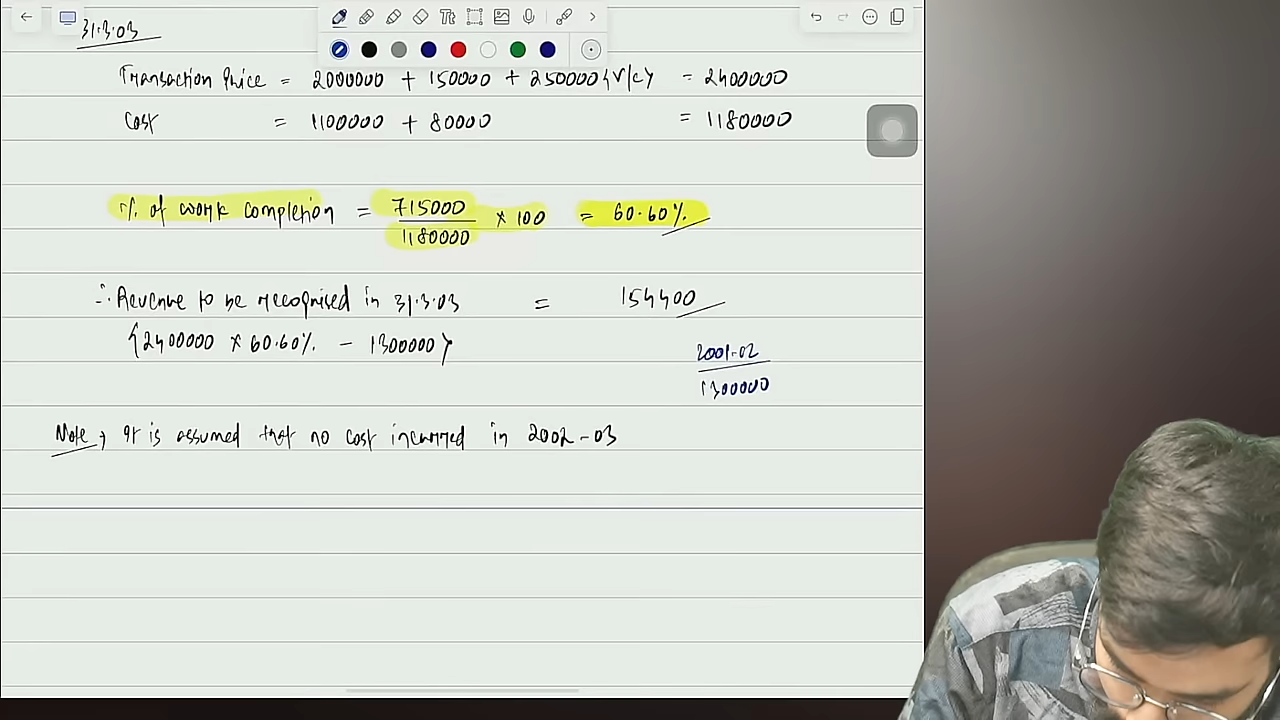 31.3.03
Tt
Transaction Price = 2000000 + 150000 + 250000 {V/C} = 2400000
Cost = 1100000 + 80000 = 1180000
% of work completion = 715000 / 1180000 × 100 = 60.60%
∴ Revenue to be recognised in 31.3.03 = 154400
{2400000 × 60.60% - 1300000}
2001-02
1300000
Note → It is assumed that no cost incurred in 2002-03